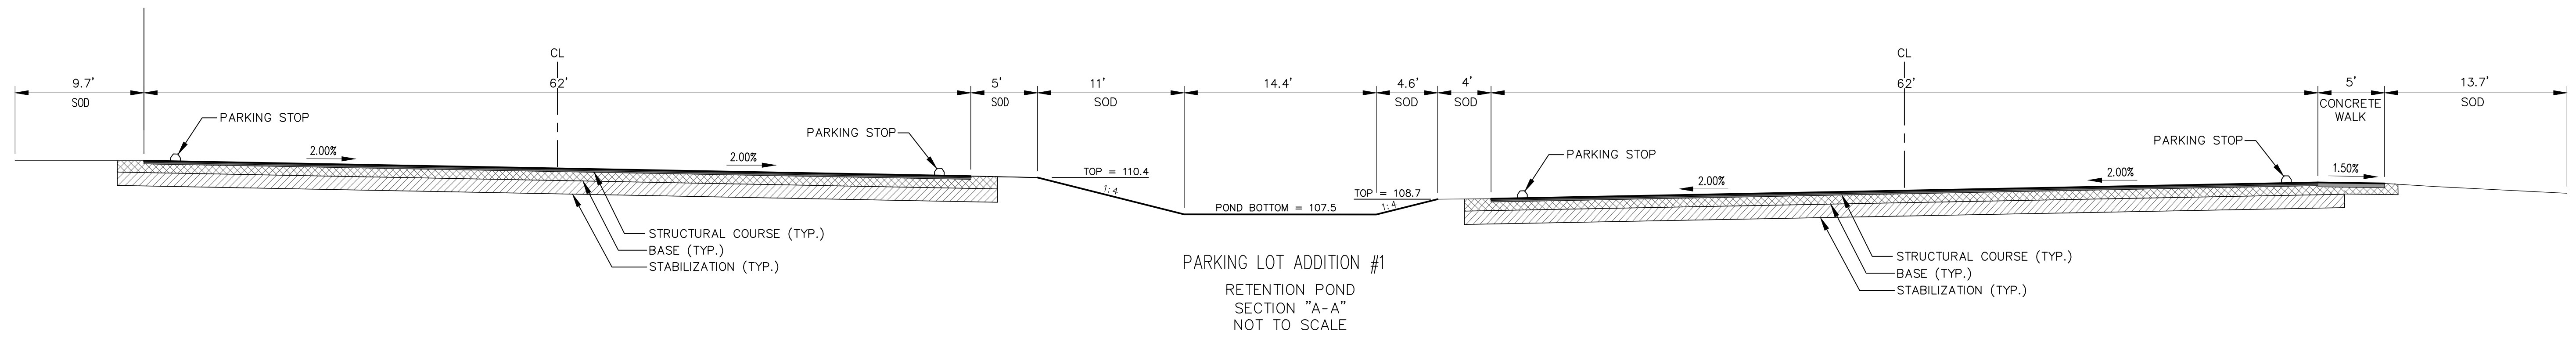 CL
CL
9.7'
62'
5'
11'
14.4'
4.6'
4'
62'
5'
13.7'
SOD
SOD
SOD
SOD
SOD
CONCRETE
WALK
SOD
PARKING STOP
PARKING STOP
PARKING STOP
PARKING STOP
2.00%
2.00%
TOP = 110.4
1:4
POND BOTTOM = 107.5
TOP = 108.7
1:4
2.00%
2.00%
1.50%
STRUCTURAL COURSE (TYP.)
BASE (TYP.)
STABILIZATION (TYP.)
STRUCTURAL COURSE (TYP.)
BASE (TYP.)
STABILIZATION (TYP.)
PARKING LOT ADDITION #1
RETENTION POND
SECTION "A-A"
NOT TO SCALE